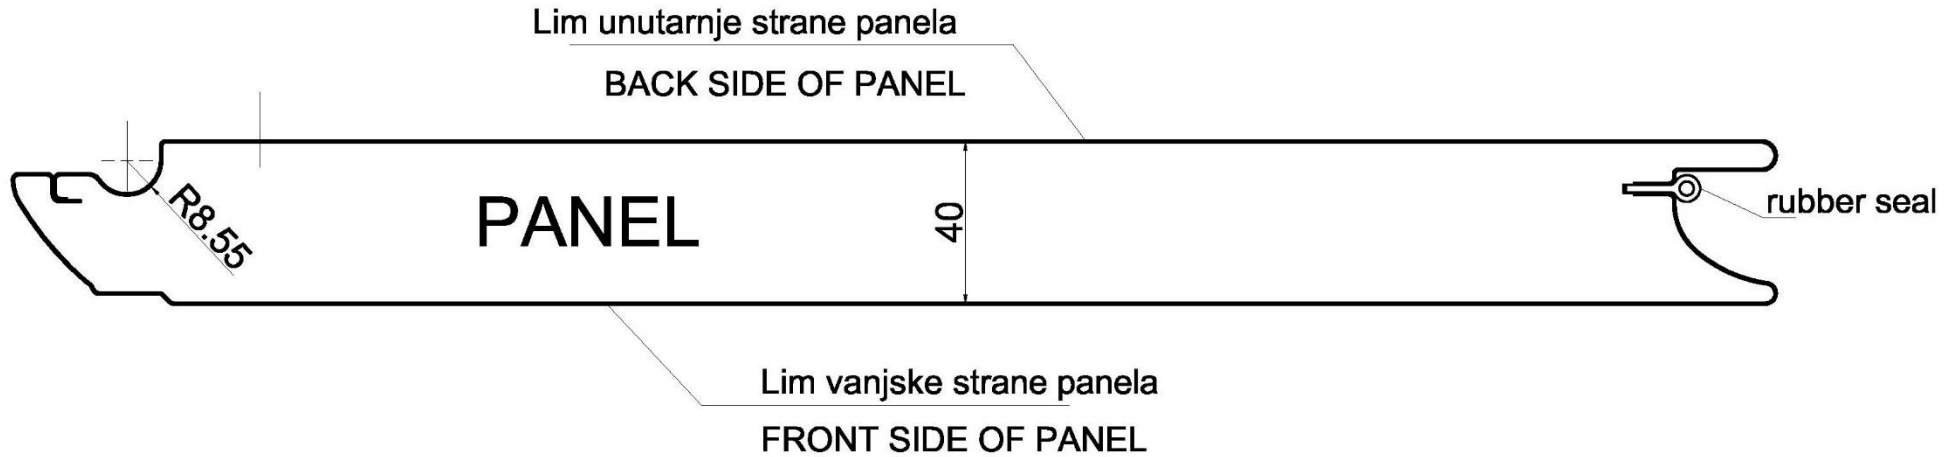 Lim unutarnje strane panela
BACK SIDE OF PANEL
R8.55
PANEL
40
rubber seal
Lim vanjske strane panela
FRONT SIDE OF PANEL